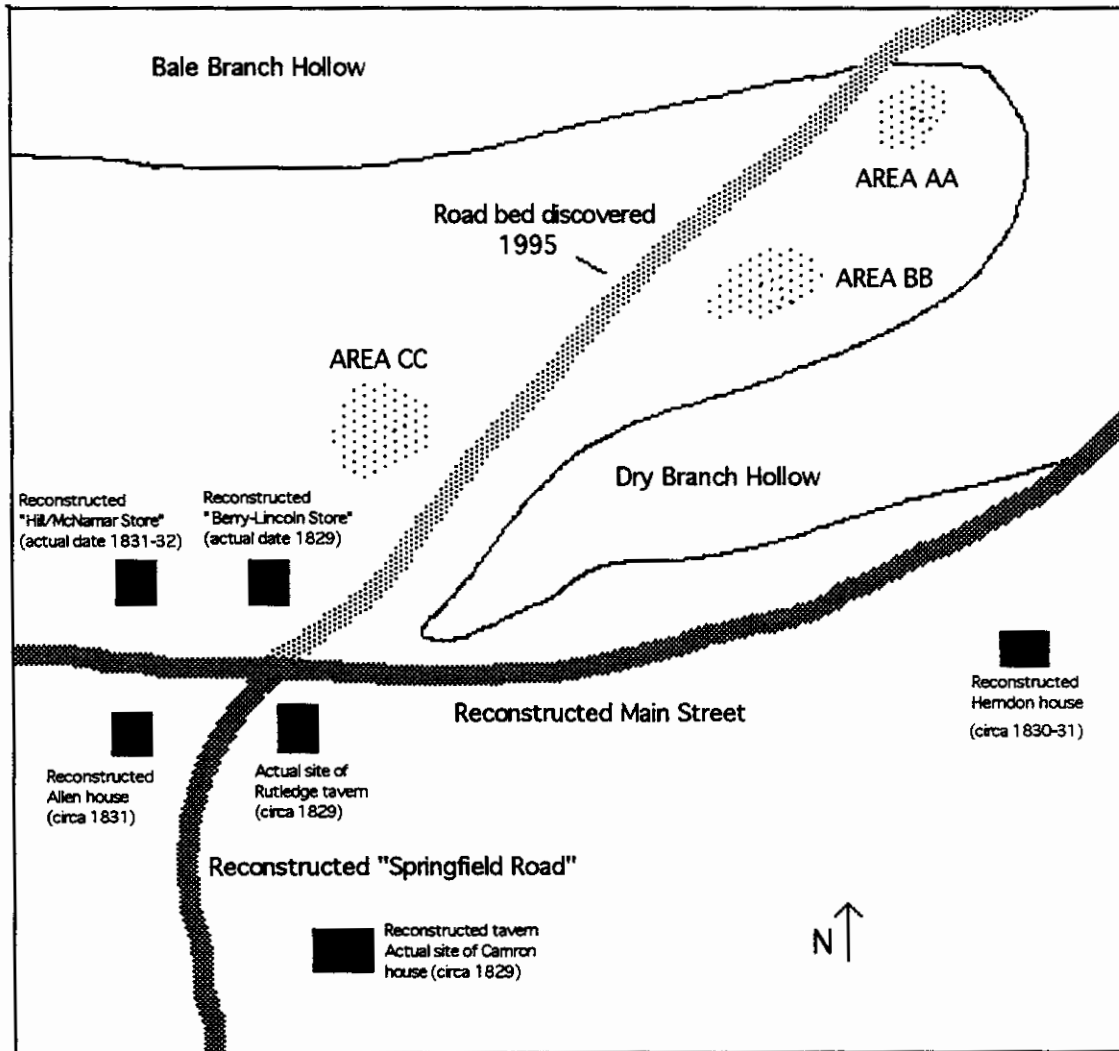 Bale Branch Hollow
AREA AA
Road bed discovered
1995
AREA BB
AREA CC
Dry Branch Hollow
Reconstructed
"Hill/McNamar Store"
(actual date 1831-32)
Reconstructed
"Berry-Lincoln Store"
(actual date 1829)
Reconstructed
Herndon house
(circa 1830-31)
Reconstructed Main Street
Reconstructed
Allen house
(circa 1831)
Actual site of
Rutledge tavern
(circa 1829)
Reconstructed "Springfield Road"
Reconstructed tavern
Actual site of Camron
house (circa 1829)
N